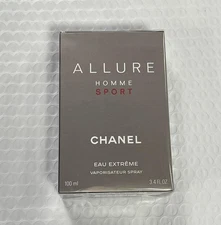 ALLURE
HOMME
SPORT
CHANEL
EAU EXTRÊME
VAPORISATEUR SPRAY
100 ml 3.4 FL. OZ.